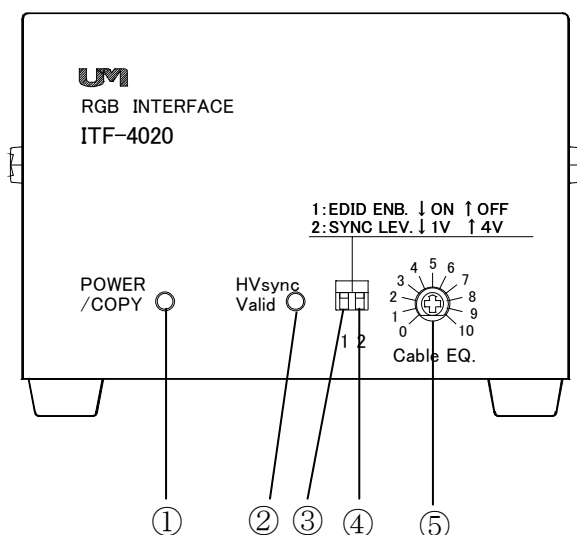 UM
RGB INTERFACE
ITF-4020
1:EDID ENB. ↓ON ↑OFF
2:SYNC LEV.↓1V ↑4V
POWER
/COPY
HVsync
Valid
1 2
0 1 2 3 4 5 6 7 8 9 10
Cable EQ.
① ② ③ ④ ⑤